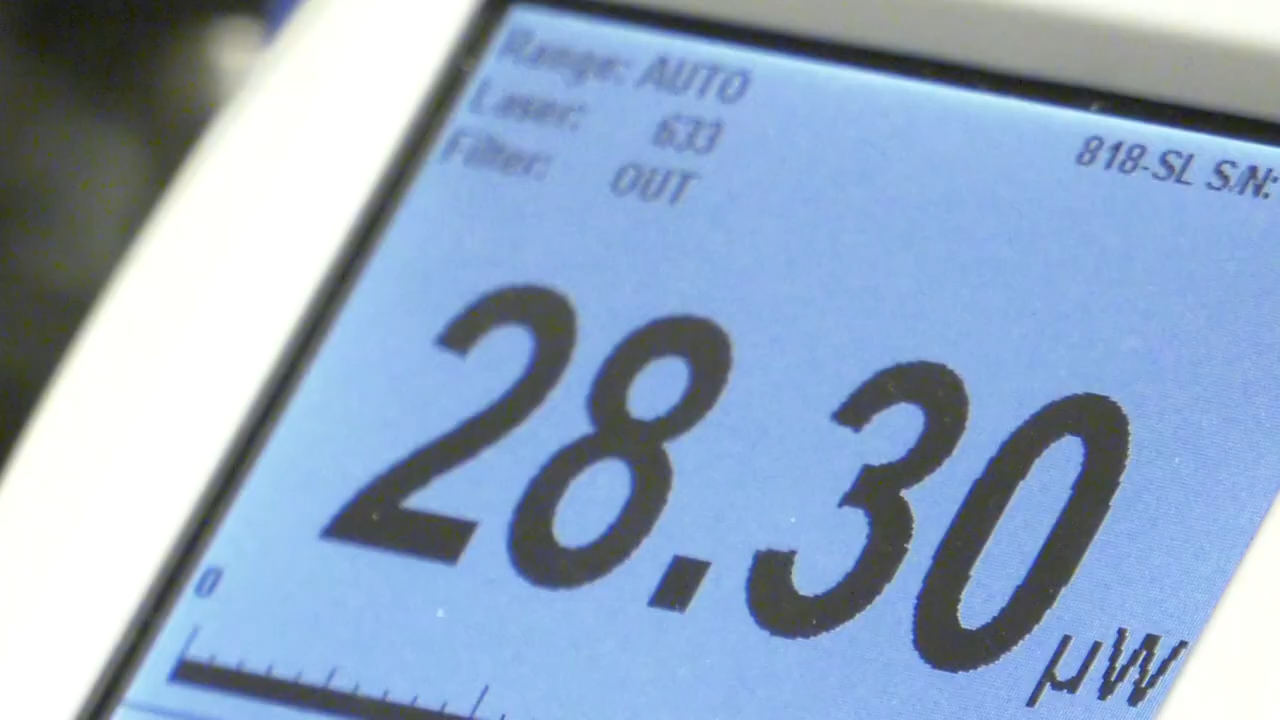 Range: AUTO
Laser: 633
Filter: OUT
818-SL S/N:
28.30
µW
0